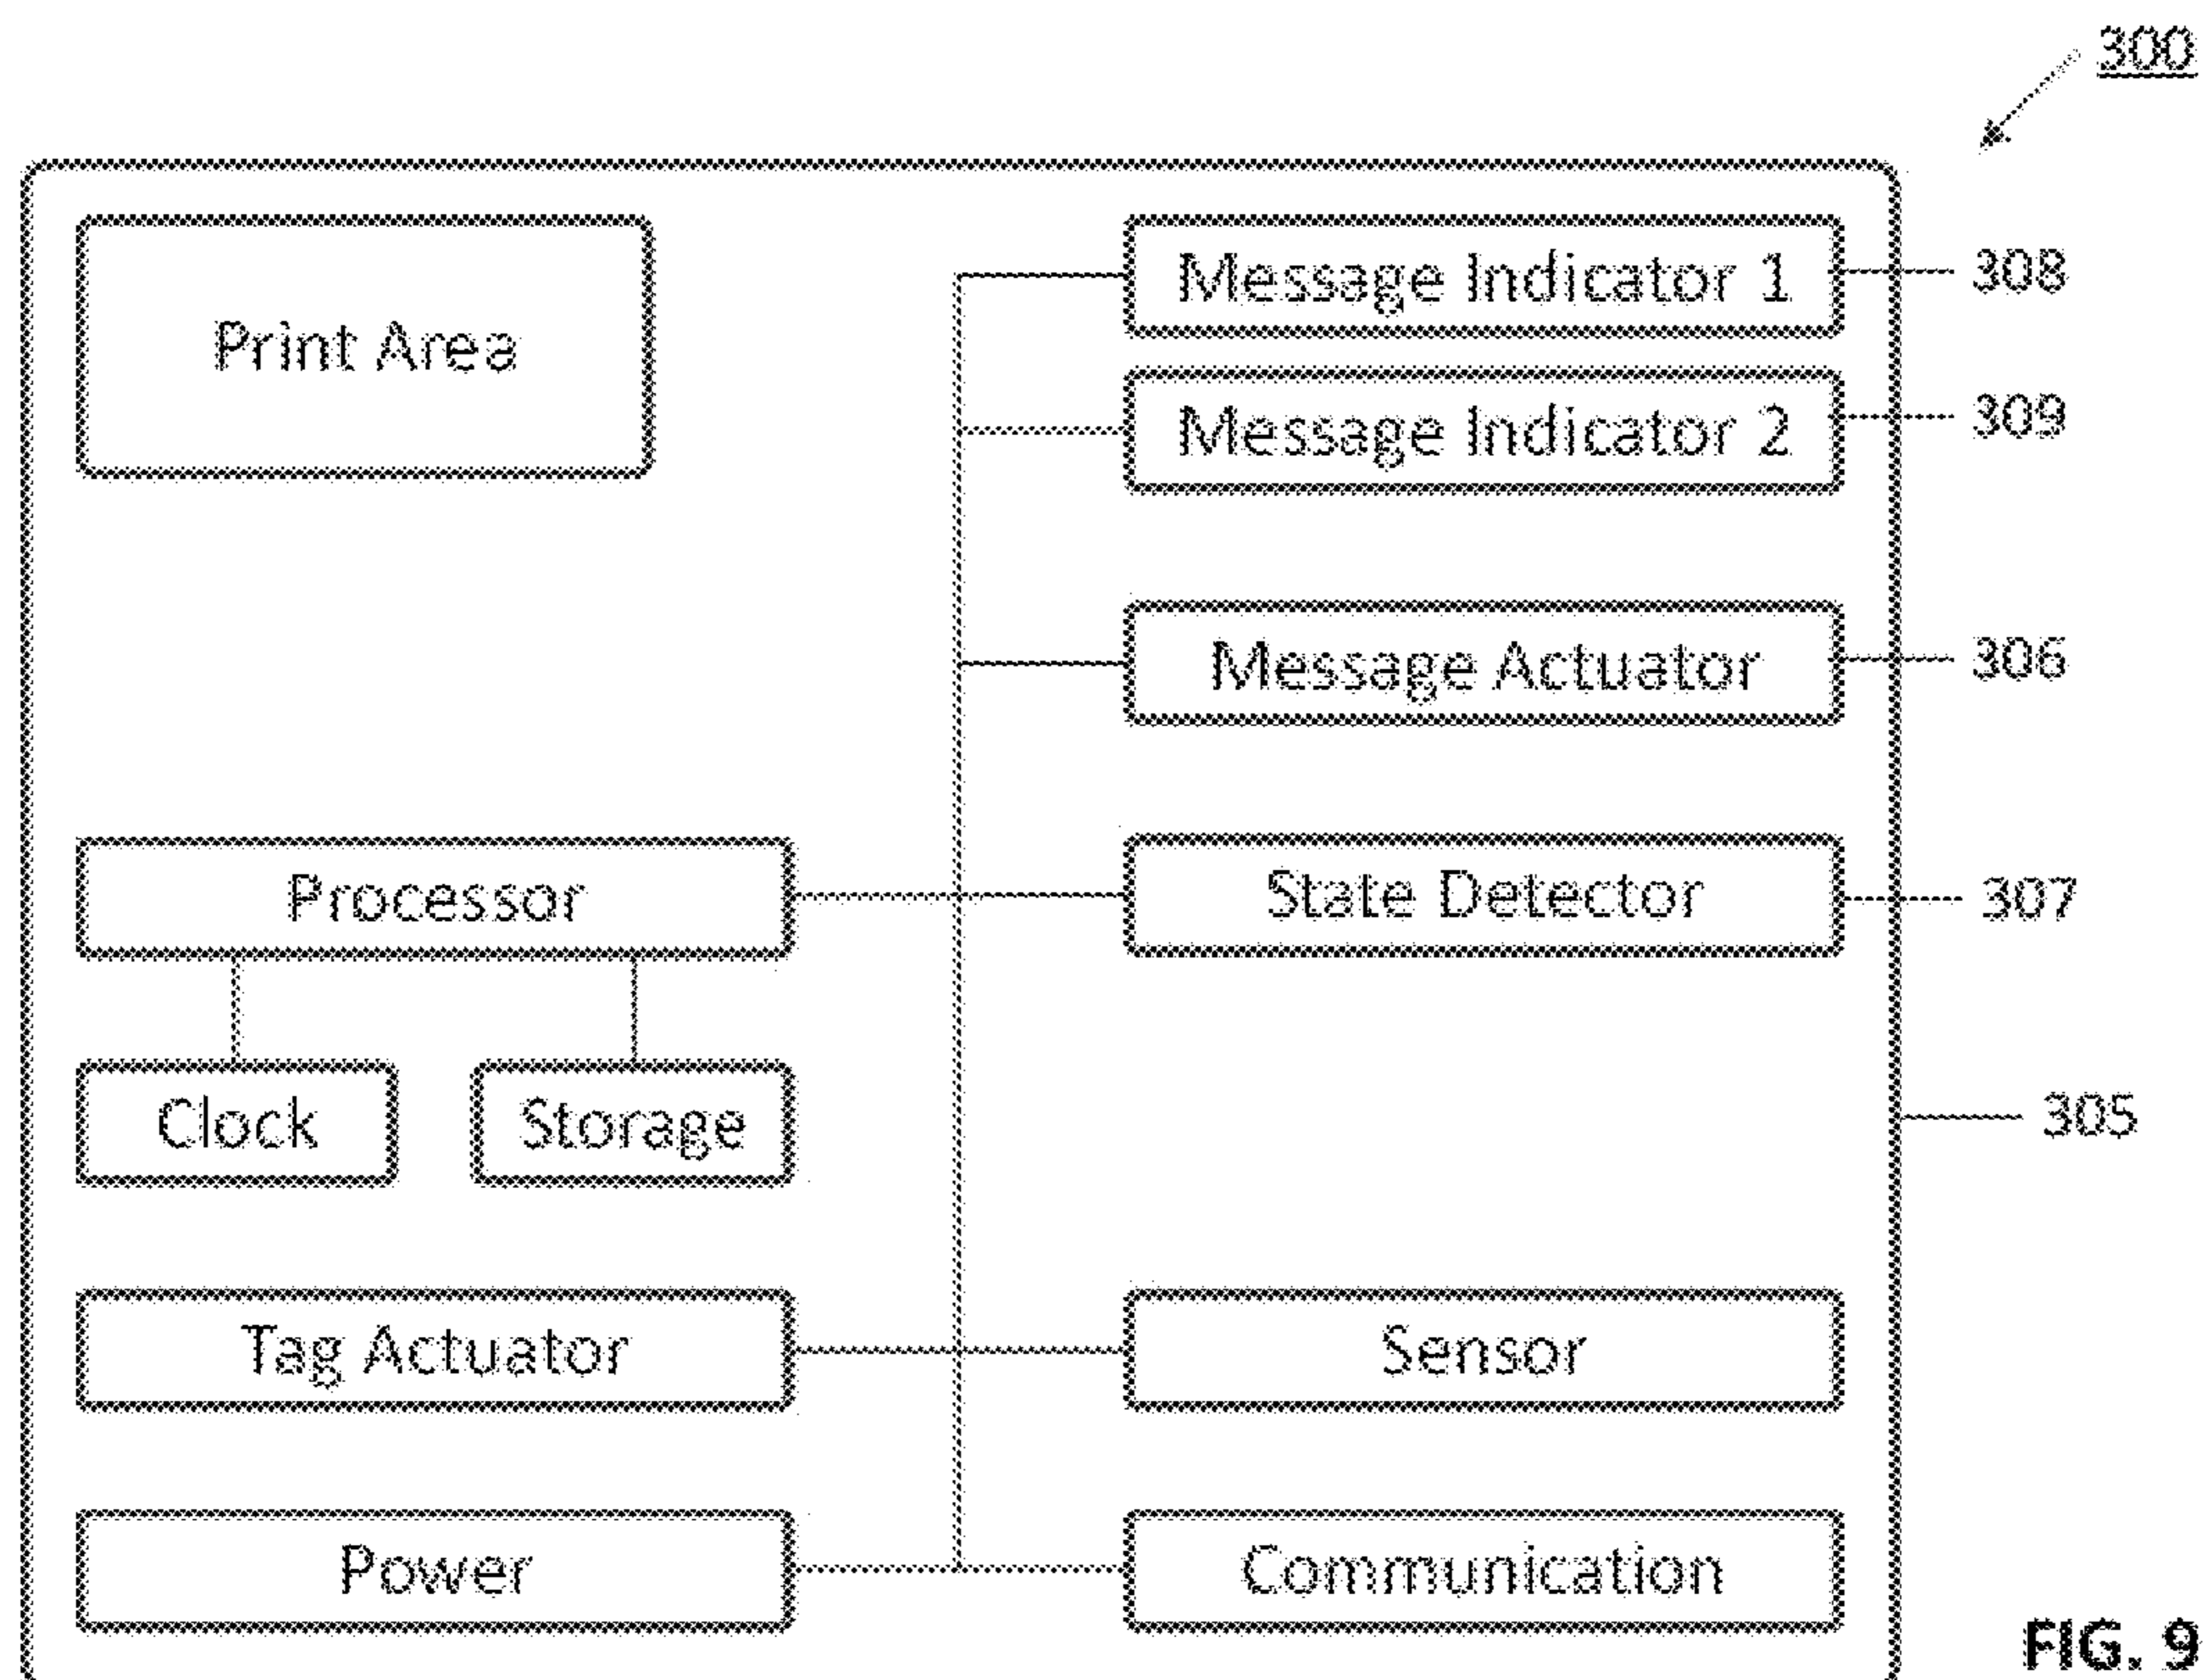 300
Message Indicator 1
308
Print Area
Message Indicator 2
309
Message Actuator
306
Processor
State Detector
307
Clock
Storage
305
Tag Actuator
Sensor
Power
Communication
FIG. 9